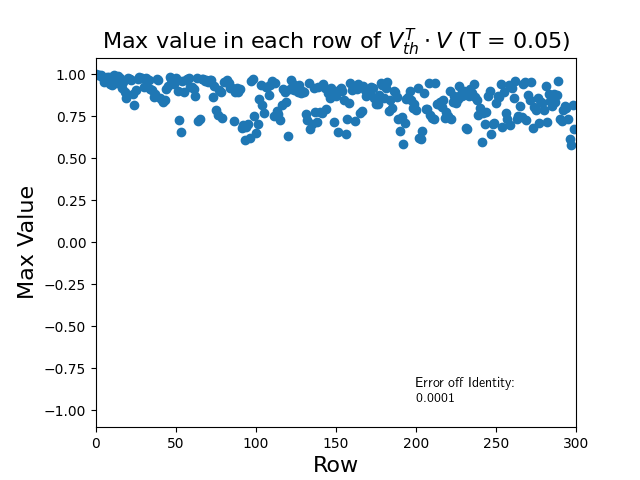 Max value in each row of $V_{th}^T \cdot V$ (T = 0.05)
Max Value
1.00
0.75
0.50
0.25
0.00
−0.25
−0.50
−0.75
−1.00
Error off Identity:
0.0001
0 50 100 150 200 250 300
Row